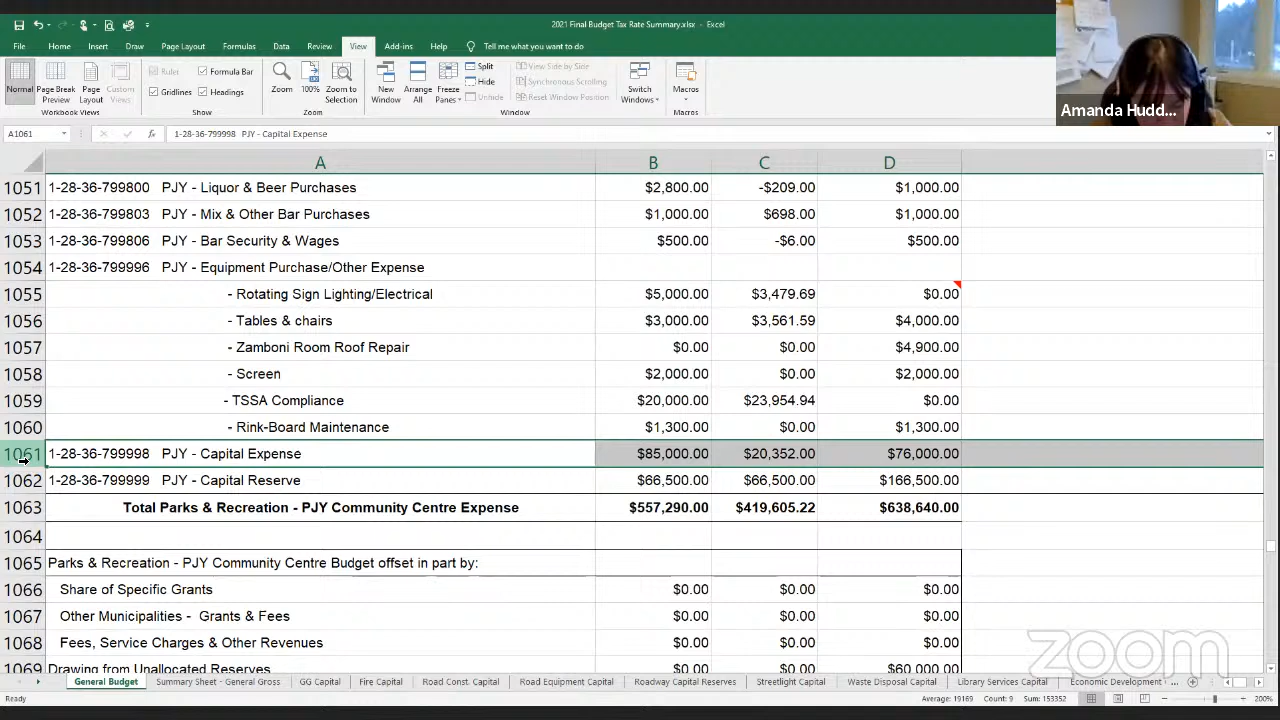 2021 Final Budget Tax Rate Summary.xlsx - Excel
File Home Insert Draw Page Layout Formulas Data Review View Add-ins Help Tell me what you want to do
Normal Page Break Preview Page Layout Custom Views Ruler Formula Bar Gridlines Headings Zoom 100% Zoom to Selection New Window Arrange All Freeze Panes Split Hide Unhide View Side by Side Synchronous Scrolling Reset Window Position Switch Windows Macros
Workbook Views Show Zoom Window Macros
Amanda Hudd...
A1061 fx 1-28-36-799998 PJY - Capital Expense
A B C D
1051 1-28-36-799800 PJY - Liquor & Beer Purchases $2,800.00 -$209.00 $1,000.00
1052 1-28-36-799803 PJY - Mix & Other Bar Purchases $1,000.00 $698.00 $1,000.00
1053 1-28-36-799806 PJY - Bar Security & Wages $500.00 -$6.00 $500.00
1054 1-28-36-799996 PJY - Equipment Purchase/Other Expense
1055 - Rotating Sign Lighting/Electrical $5,000.00 $3,479.69 $0.00
1056 - Tables & chairs $3,000.00 $3,561.59 $4,000.00
1057 - Zamboni Room Roof Repair $0.00 $0.00 $4,900.00
1058 - Screen $2,000.00 $0.00 $2,000.00
1059 - TSSA Compliance $20,000.00 $23,954.94 $0.00
1060 - Rink-Board Maintenance $1,300.00 $0.00 $1,300.00
1061 1-28-36-799998 PJY - Capital Expense $85,000.00 $20,352.00 $76,000.00
1062 1-28-36-799999 PJY - Capital Reserve $66,500.00 $66,500.00 $166,500.00
1063 Total Parks & Recreation - PJY Community Centre Expense $557,290.00 $419,605.22 $638,640.00
1064
1065 Parks & Recreation - PJY Community Centre Budget offset in part by:
1066 Share of Specific Grants $0.00 $0.00 $0.00
1067 Other Municipalities - Grants & Fees $0.00 $0.00 $0.00
1068 Fees, Service Charges & Other Revenues $0.00 $0.00 $0.00
1069 Drawing from Unallocated Reserves $0.00 $0.00 $60,000.00
zoom
General Budget Summary Sheet - General Gross GG Capital Fire Capital Road Const. Capital Road Equipment Capital Roadway Capital Reserves Streetlight Capital Waste Disposal Capital Library Services Capital Economic Development ...
Ready Average: 19169 Count: 9 Sum: 153352 200%